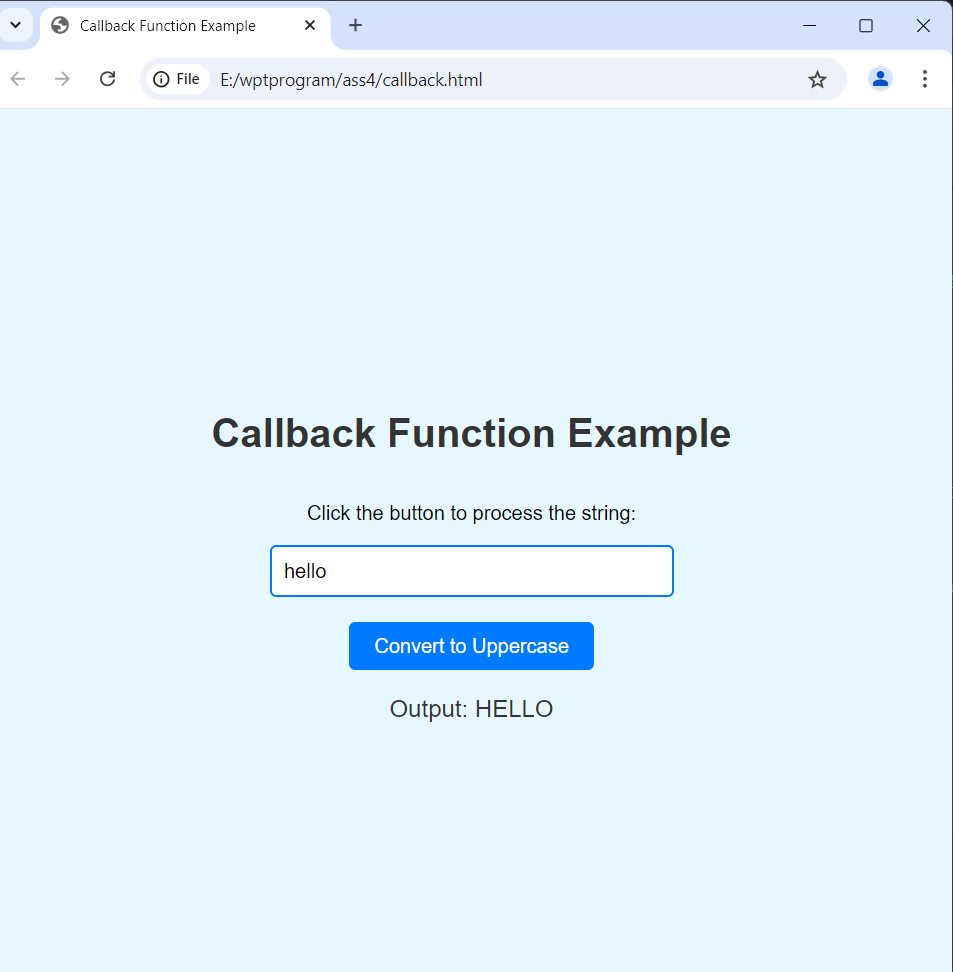 Callback Function Example
File E:/wptprogram/ass4/callback.html
Callback Function Example
Click the button to process the string:
hello
Convert to Uppercase
Output: HELLO